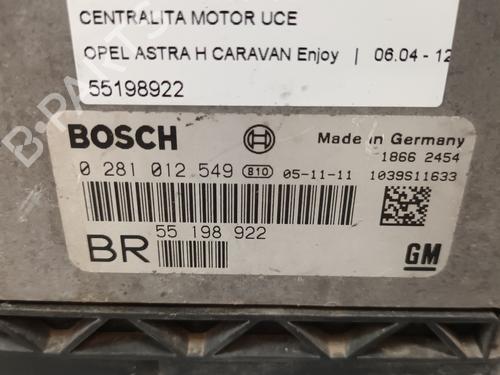 CENTRALITA MOTOR UCE
OPEL ASTRA H CARAVAN Enjoy | 06.04 - 12
55198922
BOSCH
Made in Germany
0 281 012 549 B10 05-11-11
1866 2454
1039S11633
BR 55 198 922
GM
B-PARTS